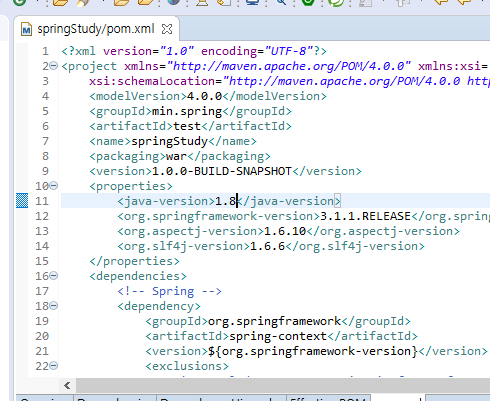 springStudy/pom.xml
1 <?xml version="1.0" encoding="UTF-8"?>
2 <project xmlns="http://maven.apache.org/POM/4.0.0" xmlns:xsi=
3 xsi:schemaLocation="http://maven.apache.org/POM/4.0.0 htt
4 <modelVersion>4.0.0</modelVersion>
5 <groupId>min.spring</groupId>
6 <artifactId>test</artifactId>
7 <name>springStudy</name>
8 <packaging>war</packaging>
9 <version>1.0.0-BUILD-SNAPSHOT</version>
10 <properties>
11 <java-version>1.8</java-version>
12 <org.springframework-version>3.1.1.RELEASE</org.spring
13 <org.aspectj-version>1.6.10</org.aspectj-version>
14 <org.slf4j-version>1.6.6</org.slf4j-version>
15 </properties>
16 <dependencies>
17 <!-- Spring -->
18 <dependency>
19 <groupId>org.springframework</groupId>
20 <artifactId>spring-context</artifactId>
21 <version>${org.springframework-version}</version>
22 <exclusions>